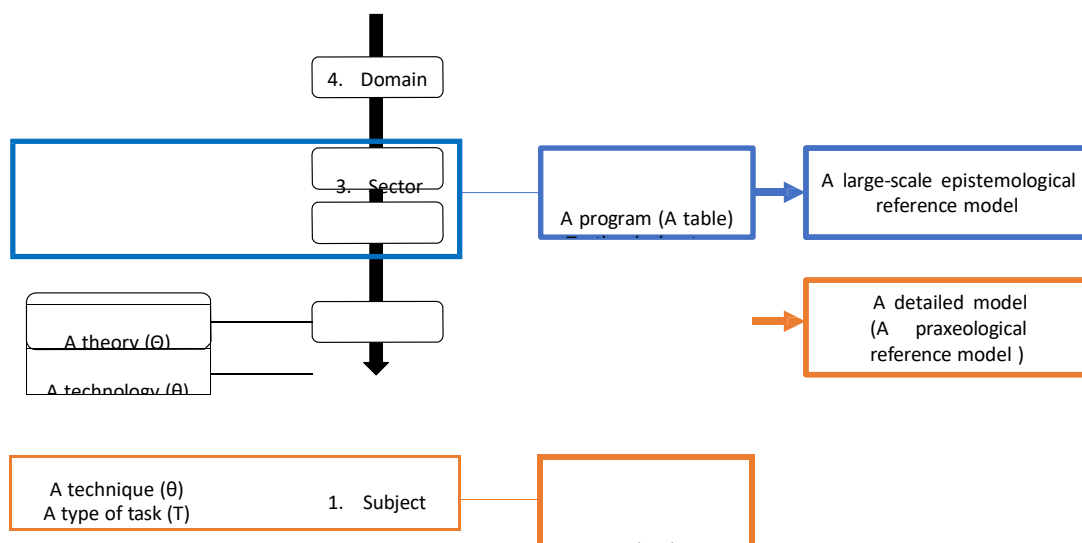 4. Domain
3. Sector
A program (A table)
A large-scale epistemological
reference model
A theory (Θ)
A technology (θ)
A detailed model
(A praxeological
reference model )
A technique (θ)
A type of task (T)
1. Subject